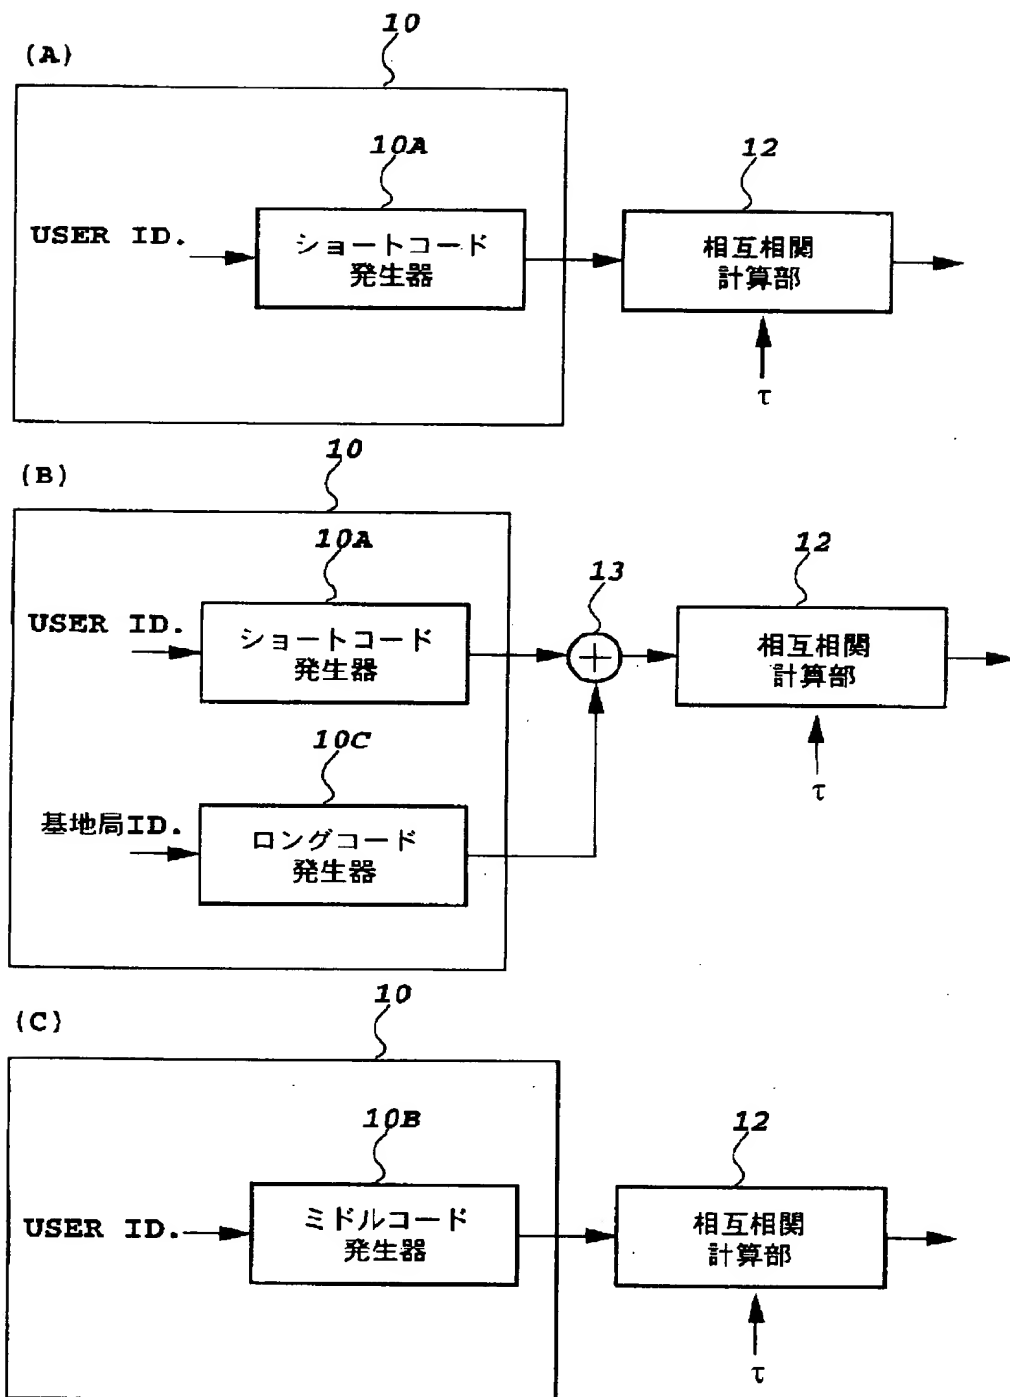 10
(A)
10A
12
USER ID.
ショートコード
発生器
相互相関
計算部
τ
10
(B)
10A
12
13
USER ID.
ショートコード
発生器
相互相関
計算部
10C
τ
基地局ID.
ロングコード
発生器
10
(C)
10B
12
USER ID.
ミドルコード
発生器
相互相関
計算部
τ